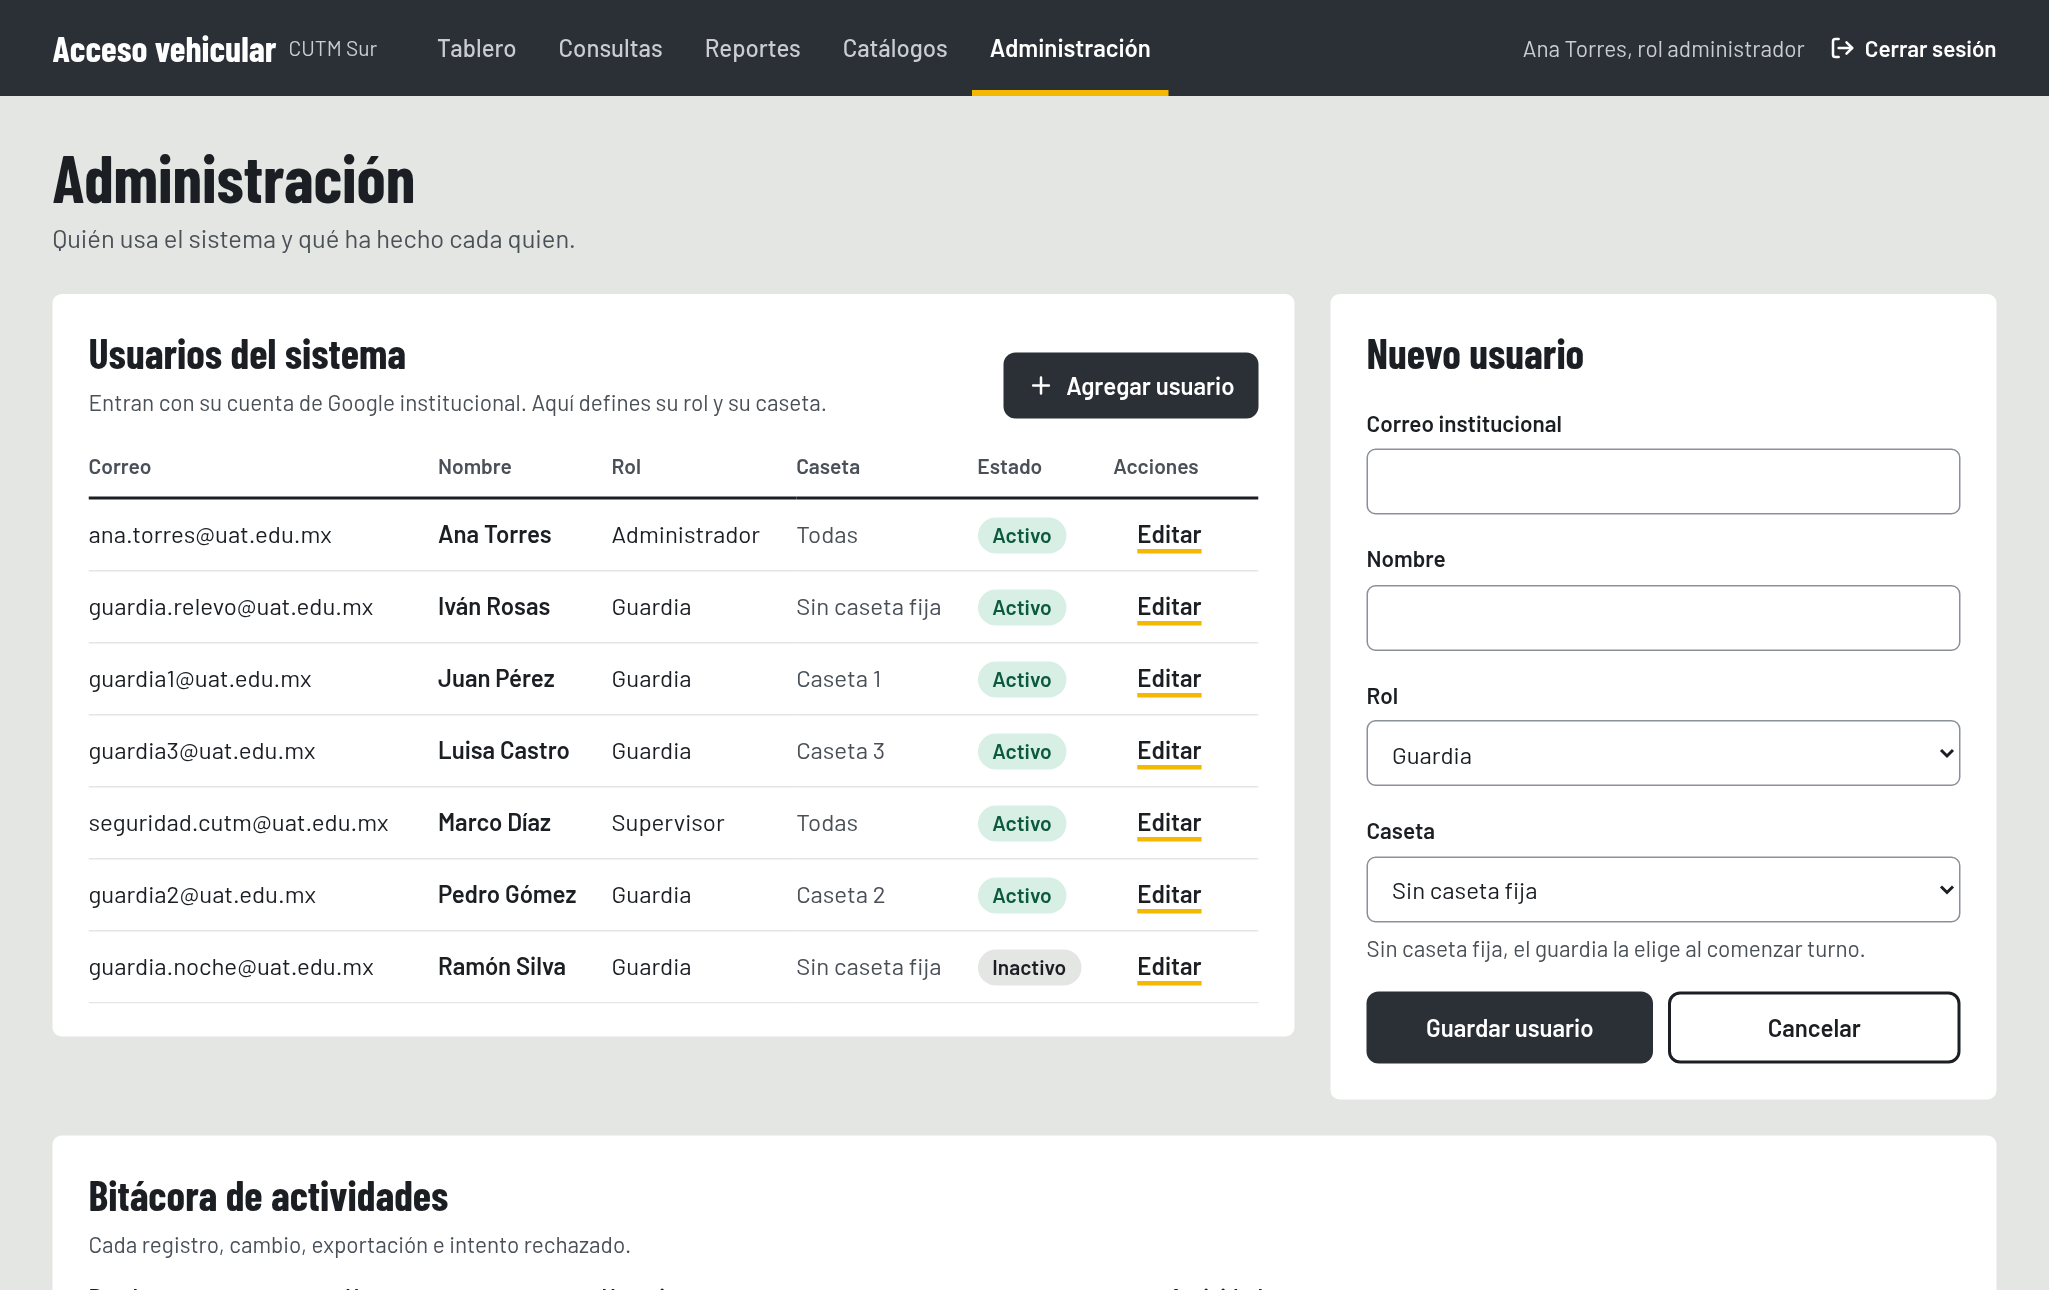 Acceso vehicular CUTM Sur Tablero Consultas Reportes Catálogos Administración Ana Torres, rol administrador Cerrar sesión
Administración
Quién usa el sistema y qué ha hecho cada quien.
Usuarios del sistema
Entran con su cuenta de Google institucional. Aquí defines su rol y su caseta.
+ Agregar usuario
Correo Nombre Rol Caseta Estado Acciones
ana.torres@uat.edu.mx Ana Torres Administrador Todas Activo Editar
guardia.relevo@uat.edu.mx Iván Rosas Guardia Sin caseta fija Activo Editar
guardia1@uat.edu.mx Juan Pérez Guardia Caseta 1 Activo Editar
guardia3@uat.edu.mx Luisa Castro Guardia Caseta 3 Activo Editar
seguridad.cutm@uat.edu.mx Marco Díaz Supervisor Todas Activo Editar
guardia2@uat.edu.mx Pedro Gómez Guardia Caseta 2 Activo Editar
guardia.noche@uat.edu.mx Ramón Silva Guardia Sin caseta fija Inactivo Editar
Nuevo usuario
Correo institucional
Nombre
Rol
Guardia
Caseta
Sin caseta fija
Sin caseta fija, el guardia la elige al comenzar turno.
Guardar usuario Cancelar
Bitácora de actividades
Cada registro, cambio, exportación e intento rechazado.